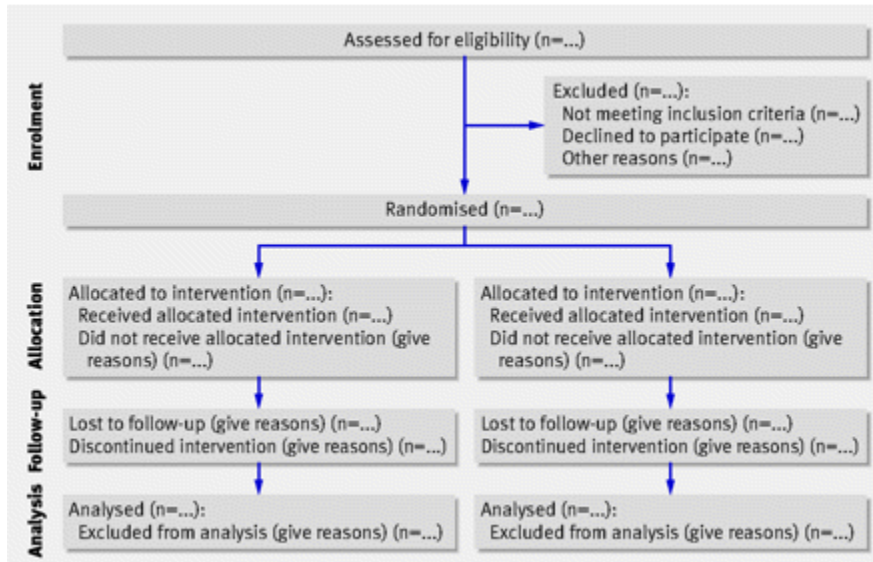 Assessed for eligibility (n=...)
Enrolment
Excluded (n=...):
Not meeting inclusion criteria (n=...)
Declined to participate (n=...)
Other reasons (n=...)
Randomised (n=...)
Allocation
Allocated to intervention (n=...):
Received allocated intervention (n=...)
Did not receive allocated intervention (give
reasons) (n=...)
Allocated to intervention (n=...):
Received allocated intervention (n=...)
Did not receive allocated intervention (give
reasons) (n=...)
Follow-up
Lost to follow-up (give reasons) (n=...)
Discontinued intervention (give reasons) (n=...)
Lost to follow-up (give reasons) (n=...)
Discontinued intervention (give reasons) (n=...)
Analysis
Analysed (n=...):
Excluded from analysis (give reasons) (n=...)
Analysed (n=...):
Excluded from analysis (give reasons) (n=...)